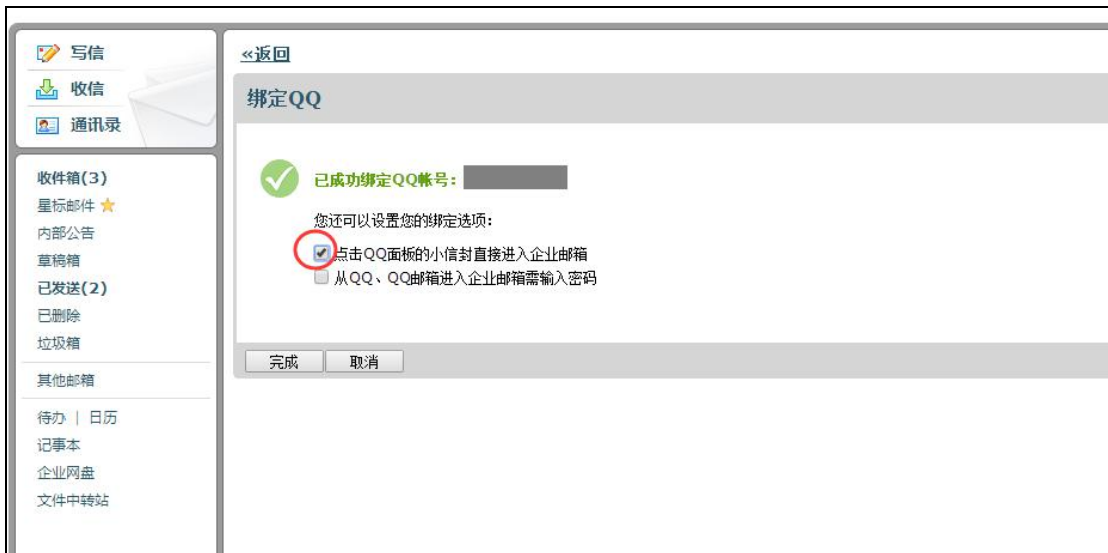 写信
收信
通讯录
收件箱(3)
星标邮件
内部公告
草稿箱
已发送(2)
已删除
垃圾箱
其他邮箱
待办 | 日历
记事本
企业网盘
文件中转站
«返回
绑定QQ
已成功绑定QQ帐号：
您还可以设置您的绑定选项：
点击QQ面板的小信封直接进入企业邮箱
从QQ、QQ邮箱进入企业邮箱需输入密码
完成 取消